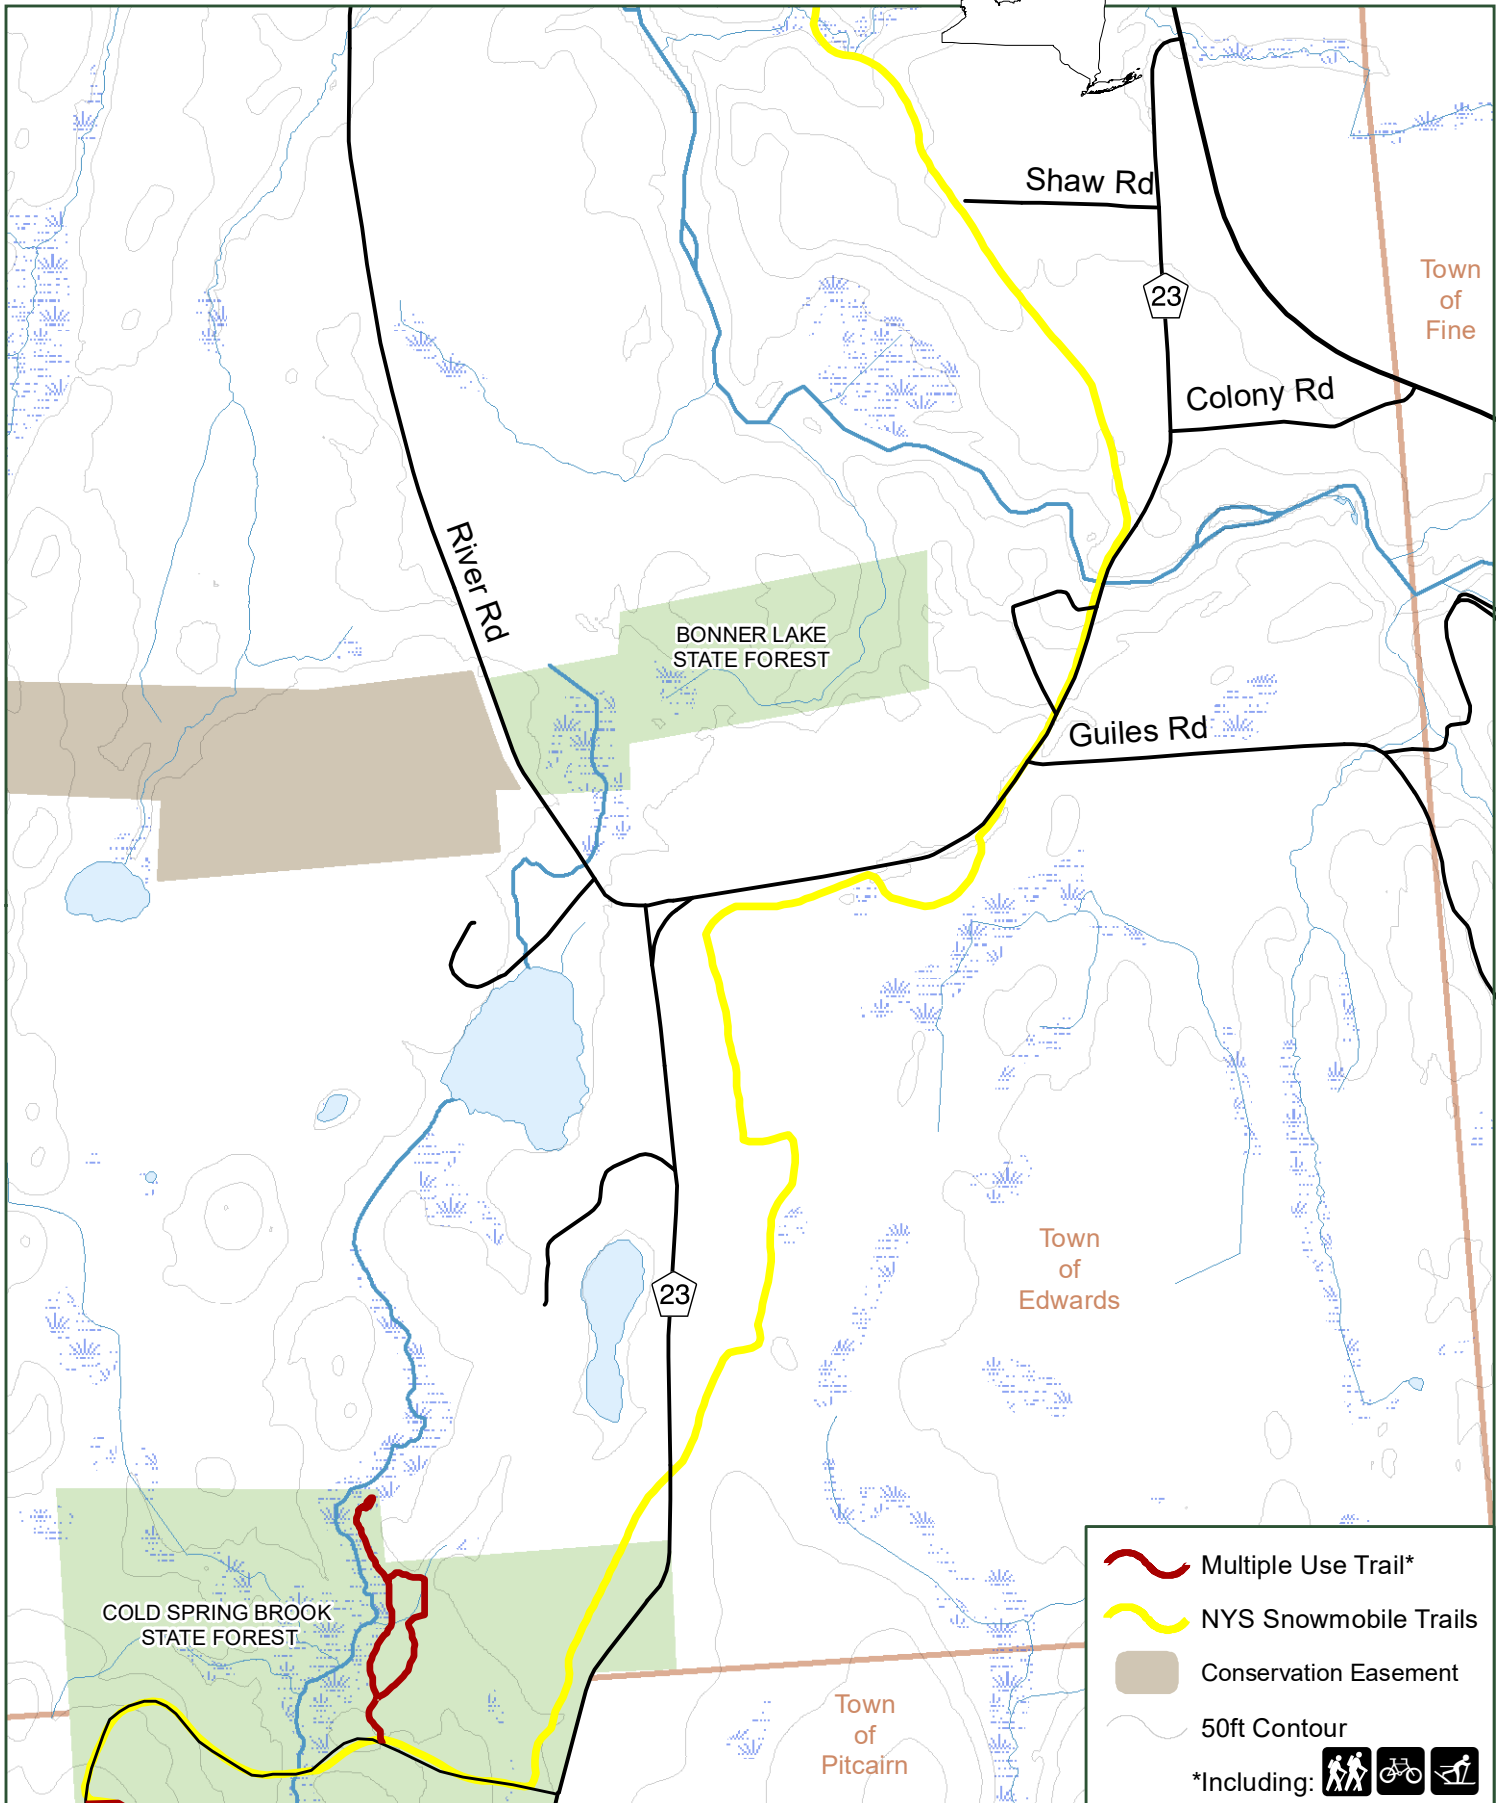 Shaw Rd
23
Town
of
Fine
Colony Rd
River Rd
BONNER LAKE
STATE FOREST
Guiles Rd
Town
of
Edwards
23
COLD SPRING BROOK
STATE FOREST
Town
of
Pitcairn
Multiple Use Trail*
NYS Snowmobile Trails
Conservation Easement
50ft Contour
*Including: